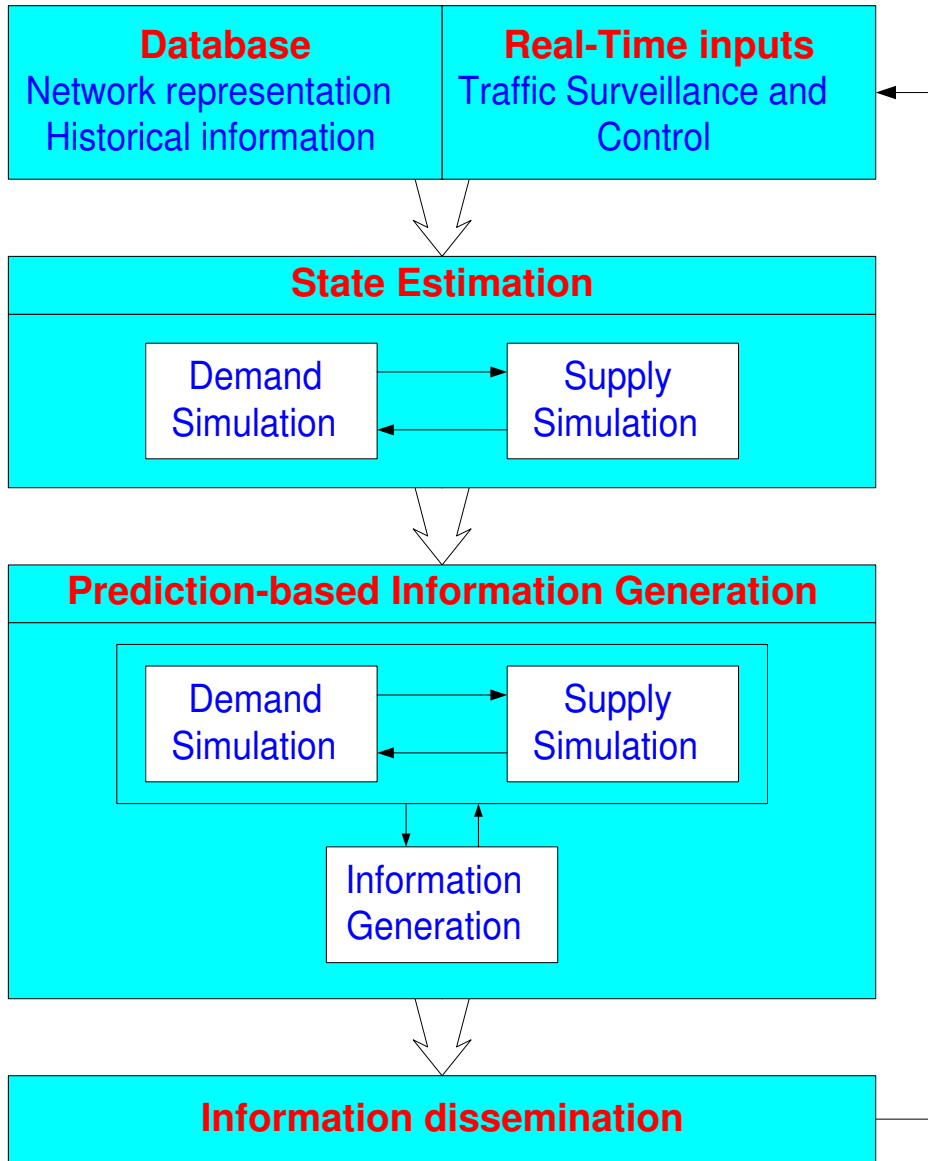 Database
Network representation
Historical information
Real-Time inputs
Traffic Surveillance and
Control
State Estimation
Demand
Simulation
Supply
Simulation
Prediction-based Information Generation
Demand
Simulation
Supply
Simulation
Information
Generation
Information dissemination